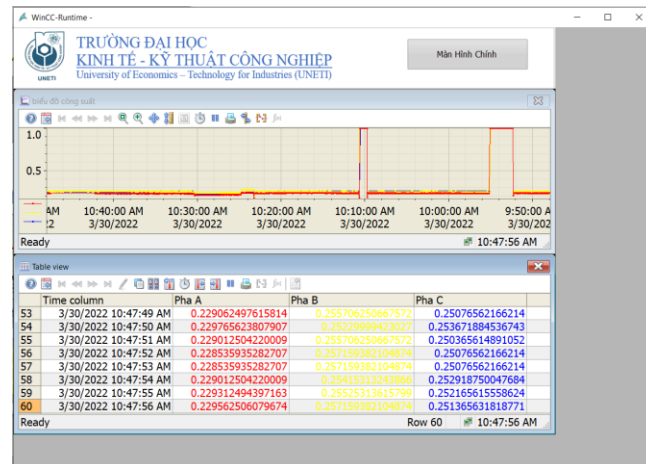 WinCC-Runtime -
TRƯỜNG ĐẠI HỌC
KINH TẾ - KỸ THUẬT CÔNG NGHIỆP
University of Economics – Technology for Industries (UNETI)
UNETI
Màn Hình Chính
Biểu đồ công suất
1.0
0.5
AM 10:40:00 AM 10:30:00 AM 10:20:00 AM 10:10:00 AM 10:00:00 AM 9:50:00 A
:2 3/30/2022 3/30/2022 3/30/2022 3/30/2022 3/30/2022 3/30/202
Ready 10:47:56 AM
Table view
Time column Pha A Pha B Pha C
53 3/30/2022 10:47:49 AM 0.229062497615814 0.255706250667572 0.25076562166214
54 3/30/2022 10:47:50 AM 0.229765623807907 0.253671884536743
55 3/30/2022 10:47:51 AM 0.229012504220009 0.255706250667572 0.250365614891052
56 3/30/2022 10:47:52 AM 0.228535935282707 0.257159382104874 0.25076562166214
57 3/30/2022 10:47:53 AM 0.228535935282707 0.257159382104874 0.25076562166214
58 3/30/2022 10:47:54 AM 0.229012504220009 0.252918750047684
59 3/30/2022 10:47:55 AM 0.229312494397163 0.252165615558624
60 3/30/2022 10:47:56 AM 0.229562506079674 0.257159382104874 0.251365631818771
Ready Row 60 10:47:56 AM